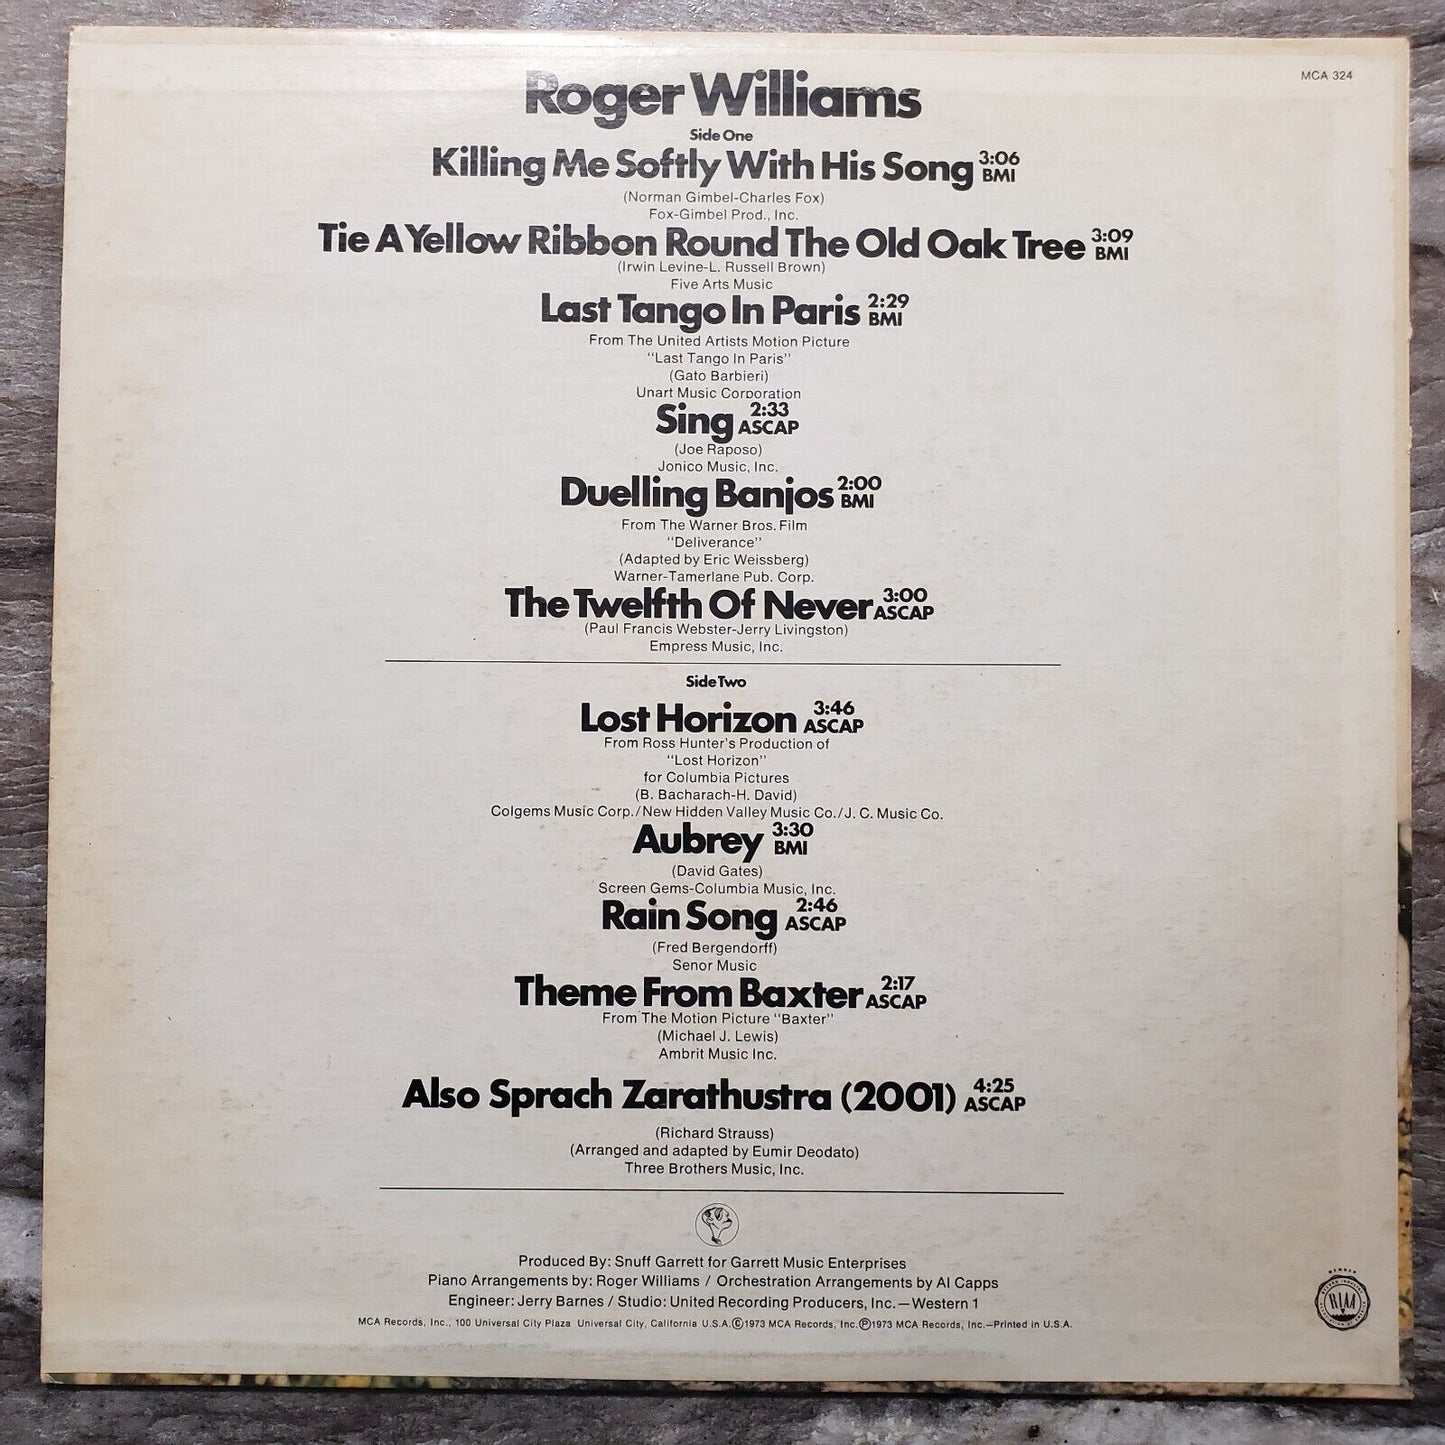 MCA 324
Roger Williams
Side One
Killing Me Softly With His Song 3:06 BMI
(Norman Gimbel-Charles Fox)
Fox-Gimbel Prod., Inc.
Tie A Yellow Ribbon Round The Old Oak Tree 3:09 BMI
(Irwin Levine-L. Russell Brown)
Five Arts Music
Last Tango In Paris 2:29 BMI
From The United Artists Motion Picture
"Last Tango In Paris"
(Gato Barbieri)
Unart Music Corporation
Sing 2:33 ASCAP
(Joe Raposo)
Jonico Music, Inc.
Duelling Banjos 2:00 BMI
From The Warner Bros. Film
"Deliverance"
(Adapted by Eric Weissberg)
Warner-Tamerlane Pub. Corp.
The Twelfth Of Never 3:00 ASCAP
(Paul Francis Webster-Jerry Livingston)
Empress Music, Inc.
Side Two
Lost Horizon 3:46 ASCAP
From Ross Hunter's Production of
"Lost Horizon"
for Columbia Pictures
(B. Bacharach-H. David)
Colgems Music Corp./New Hidden Valley Music Co./J. C. Music Co.
Aubrey 3:30 BMI
(David Gates)
Screen Gems-Columbia Music, Inc.
Rain Song 2:46 ASCAP
(Fred Bergendorff)
Senor Music
Theme From Baxter 2:17 ASCAP
From The Motion Picture "Baxter"
(Michael J. Lewis)
Ambrit Music Inc.
Also Sprach Zarathustra (2001) 4:25 ASCAP
(Richard Strauss)
(Arranged and adapted by Eumir Deodato)
Three Brothers Music, Inc.
Produced By: Snuff Garrett for Garrett Music Enterprises
Piano Arrangements by: Roger Williams / Orchestration Arrangements by Al Capps
Engineer: Jerry Barnes / Studio: United Recording Producers, Inc.—Western 1
MCA Records, Inc., 100 Universal City Plaza Universal City, California U.S.A. ©1973 MCA Records, Inc. ℗1973 MCA Records, Inc.—Printed in U.S.A.
MEMBER
RIAA